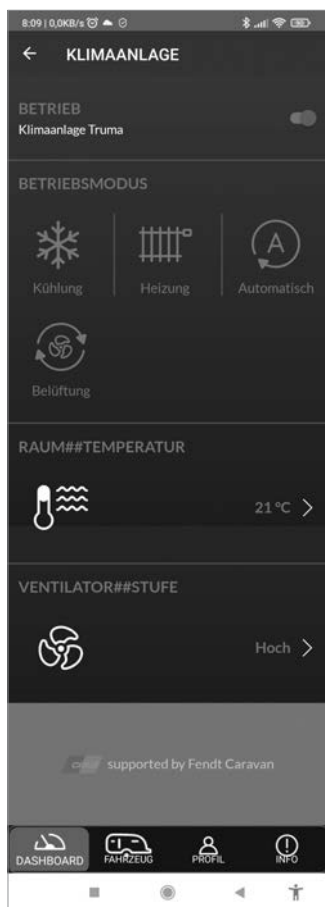 8:09 | 0,0KB/s
KLIMAANLAGE
BETRIEB
Klimaanlage Truma
BETRIEBSMODUS
Kühlung
Heizung
A
Automatisch
Belüftung
RAUM##TEMPERATUR
21 °C
VENTILATOR##STUFE
Hoch
supported by Fendt Caravan
DASHBOARD
FAHRZEUG
PROFIL
INFO